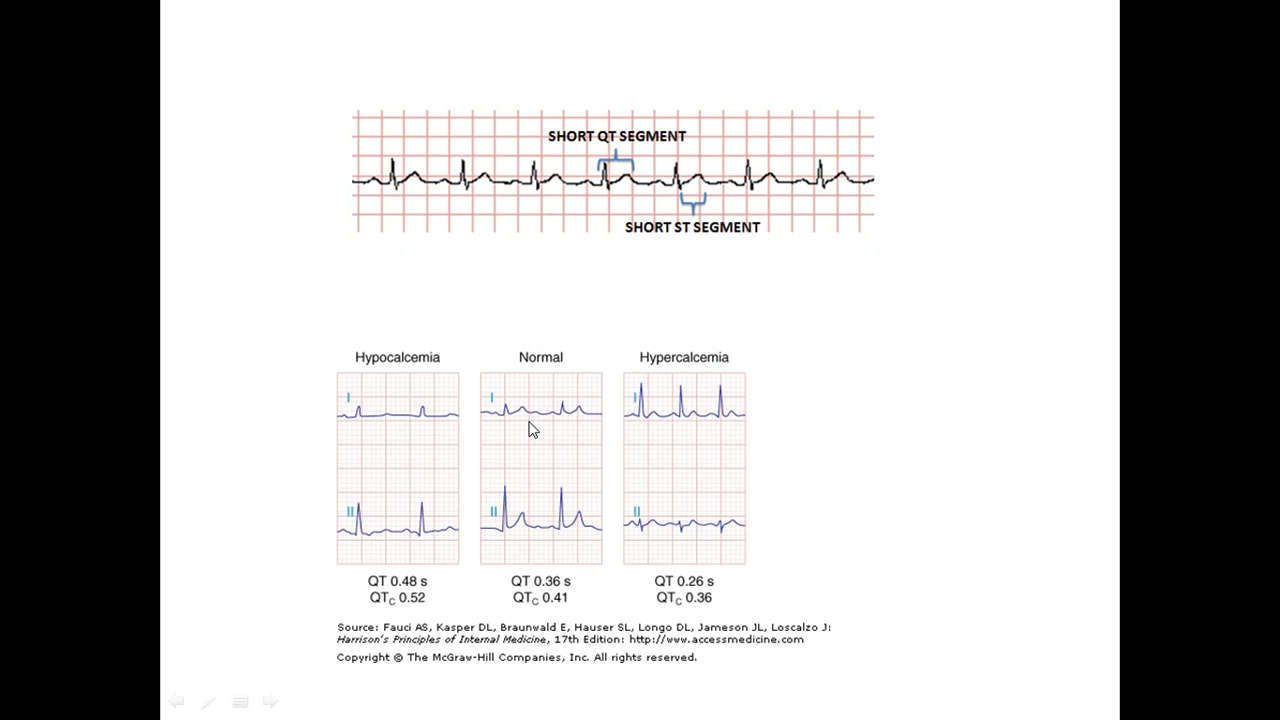 SHORT QT SEGMENT
SHORT ST SEGMENT
Hypocalcemia
Normal
Hypercalcemia
I
I
I
II
II
II
QT 0.48 s
QTC 0.52
QT 0.36 s
QTC 0.41
QT 0.26 s
QTC 0.36
Source: Fauci AS, Kasper DL, Braunwald E, Hauser SL, Longo DL, Jameson JL, Loscalzo J:
Harrison's Principles of Internal Medicine, 17th Edition: http://www.accessmedicine.com
Copyright © The McGraw-Hill Companies, Inc. All rights reserved.